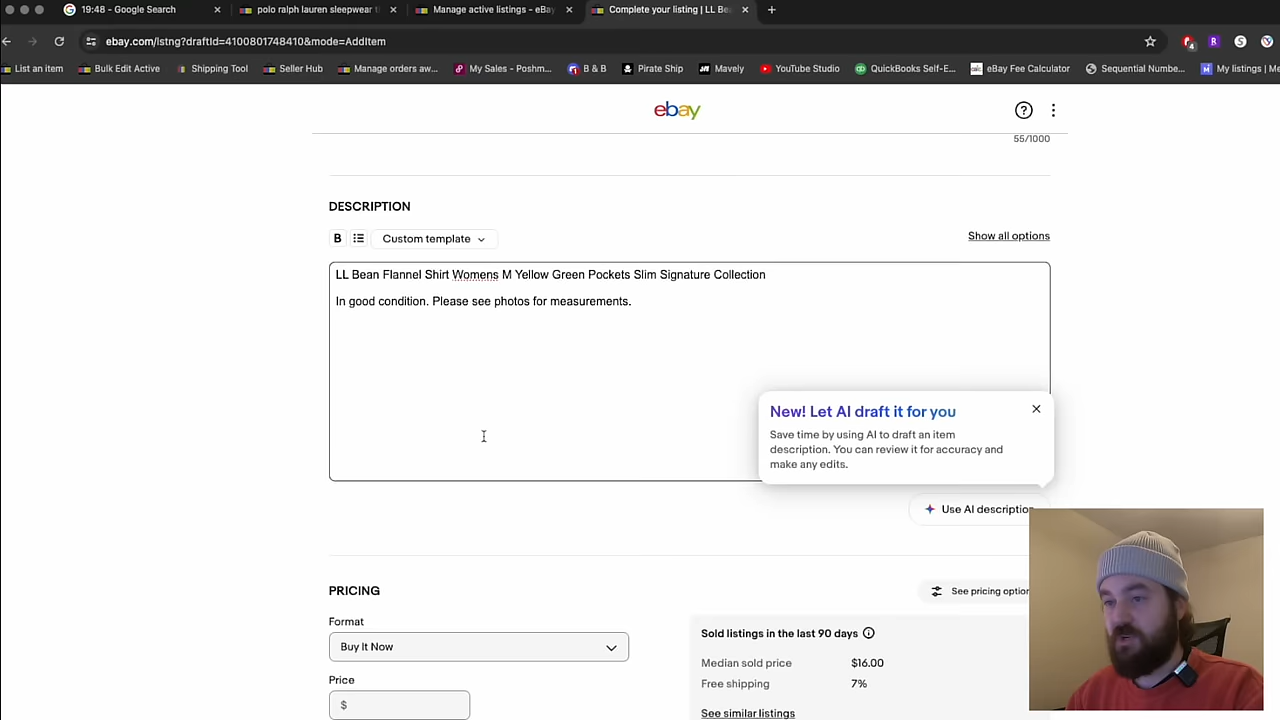 19:48 - Google Search
polo ralph lauren sleepwear
Manage active listings - eBay
Complete your listing | LL Be
ebay.com/lstng?draftId=4100801748410&mode=AddItem
4
List an item
Bulk Edit Active
Shipping Tool
Seller Hub
Manage orders aw...
My Sales - Poshm...
B & B
Pirate Ship
Mavely
YouTube Studio
QuickBooks Self-E...
eBay Fee Calculator
Sequential Numbe...
My listings | Me
ebay
55/1000
DESCRIPTION
B
Custom template
Show all options
LL Bean Flannel Shirt Womens M Yellow Green Pockets Slim Signature Collection
In good condition. Please see photos for measurements.
New! Let AI draft it for you
Save time by using AI to draft an item
description. You can review it for accuracy and
make any edits.
Use AI description
PRICING
See pricing option
Format
Buy It Now
Sold listings in the last 90 days
Median sold price $16.00
Free shipping 7%
Price
$
See similar listings